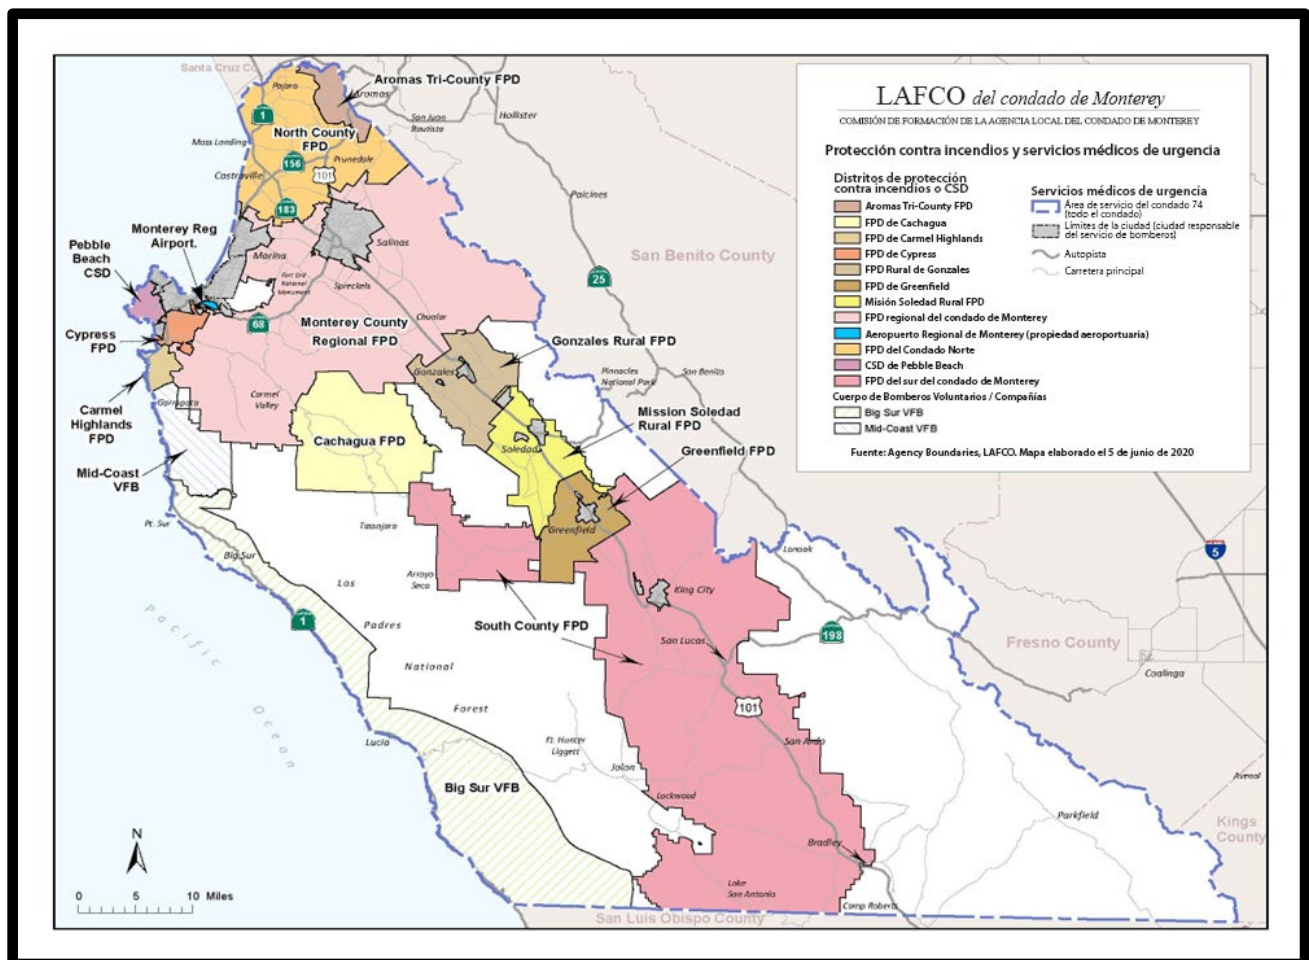 LAFCO del condado de Monterey
COMISIÓN DE FORMACIÓN DE LA AGENCIA LOCAL DEL CONDADO DE MONTEREY
Protección contra incendios y servicios médicos de urgencia
Distritos de protección
contra incendios o CSD
Aromas Tri-County FPD
FPD de Cachagua
FPD de Carmel Highlands
FPD de Cypress
FPD Rural de Gonzales
FPD de Greenfield
Misión Soledad Rural FPD
FPD regional del condado de Monterey
Aeropuerto Regional de Monterey (propiedad aeroportuaria)
FPD del Condado Norte
CSD de Pebble Beach
FPD del sur del condado de Monterey
Cuerpo de Bomberos Voluntarios / Compañías
Big Sur VFB
Mid-Coast VFB
Servicios médicos de urgencia
Área de servicio del condado 74
(todo el condado)
Límites de la ciudad (ciudad responsable
del servicio de bomberos)
Autopista
Carretera principal
Fuente: Agency Boundaries, LAFCO. Mapa elaborado el 5 de junio de 2020
Santa Cruz Co
Pajaro
Aromas Tri-County FPD
Aromas
1
North County
FPD
San Juan
Bautista
Hollister
Moss Landing
156
Prunedale
101
Castroville
183
Paicines
Monterey Reg
Airport.
Salinas
Pebble
Beach
CSD
Marina
San Benito County
25
Fort Ord
National
Monument
Spreckels
Chualar
68
Monterey County
Regional FPD
Cypress
FPD
Gonzales Rural FPD
Gonzales
Pinnacles
National Park
San Benito
Carmel
Highlands
FPD
Garrapata
Carmel
Valley
Mission Soledad
Rural FPD
Cachagua FPD
Soledad
Greenfield FPD
Mid-Coast
VFB
Pt. Sur
Tassajara
Greenfield
Big Sur
Lonoak
5
Arroyo
Seco
Los
King City
Pacific
1
Padres
South County FPD
San Lucas
198
Fresno County
Coalinga
National
Ocean
Forest
101
Lucia
Ft. Hunter
Liggett
San Ardo
Jolon
Avenal
Big Sur VFB
Lockwood
Parkfield
Kings
County
N
Bradley
0 5 10 Miles
Lake
San Antonio
Camp Roberts
San Luis Obispo County